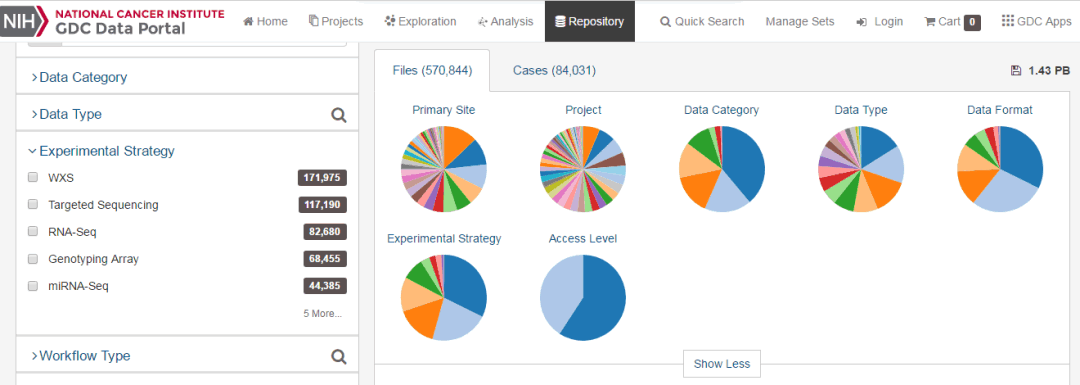 NIH NATIONAL CANCER INSTITUTE
GDC Data Portal
Home Projects Exploration Analysis Repository Quick Search Manage Sets Login Cart 0 GDC Apps
Data Category
Data Type
Experimental Strategy
WXS 171,975
Targeted Sequencing 117,190
RNA-Seq 82,680
Genotyping Array 68,455
miRNA-Seq 44,385
5 More...
Workflow Type
Files (570,844) Cases (84,031) 1.43 PB
Primary Site Project Data Category Data Type Data Format
Experimental Strategy Access Level
Show Less